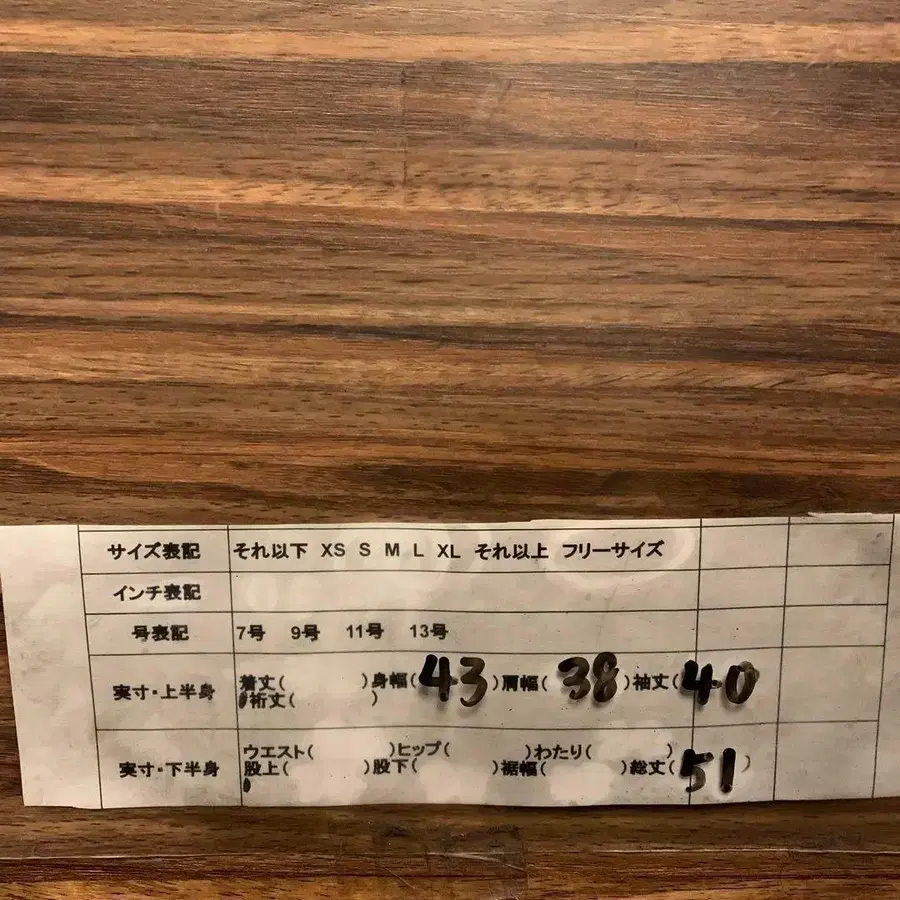 サイズ表記 それ以下 XS S M L XL それ以上 フリーサイズ
インチ表記
号表記 7号 9号 11号 13号
実寸・上半身 着丈( )身幅(43)肩幅(38)袖丈(40
裄丈( )
実寸・下半身 ウエスト( )ヒップ( )わたり( )
股上( )股下( )裾幅( )総丈(51)